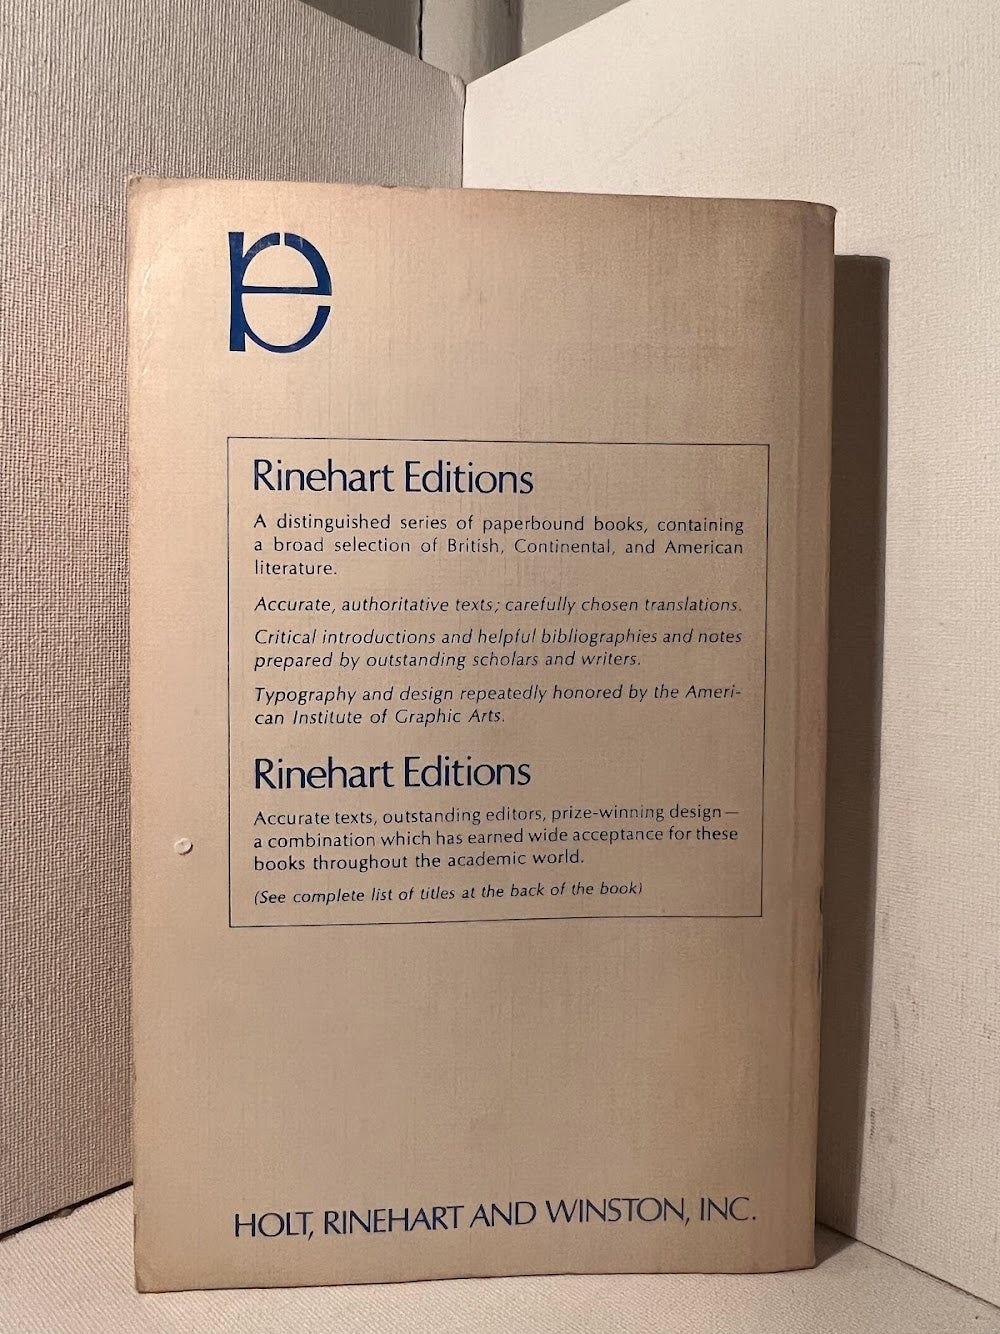 re
Rinehart Editions
A distinguished series of paperbound books, containing
a broad selection of British, Continental, and American
literature.
Accurate, authoritative texts; carefully chosen translations.
Critical introductions and helpful bibliographies and notes
prepared by outstanding scholars and writers.
Typography and design repeatedly honored by the Ameri-
can Institute of Graphic Arts.
Rinehart Editions
Accurate texts, outstanding editors, prize-winning design—
a combination which has earned wide acceptance for these
books throughout the academic world.
(See complete list of titles at the back of the book)
HOLT, RINEHART AND WINSTON, INC.